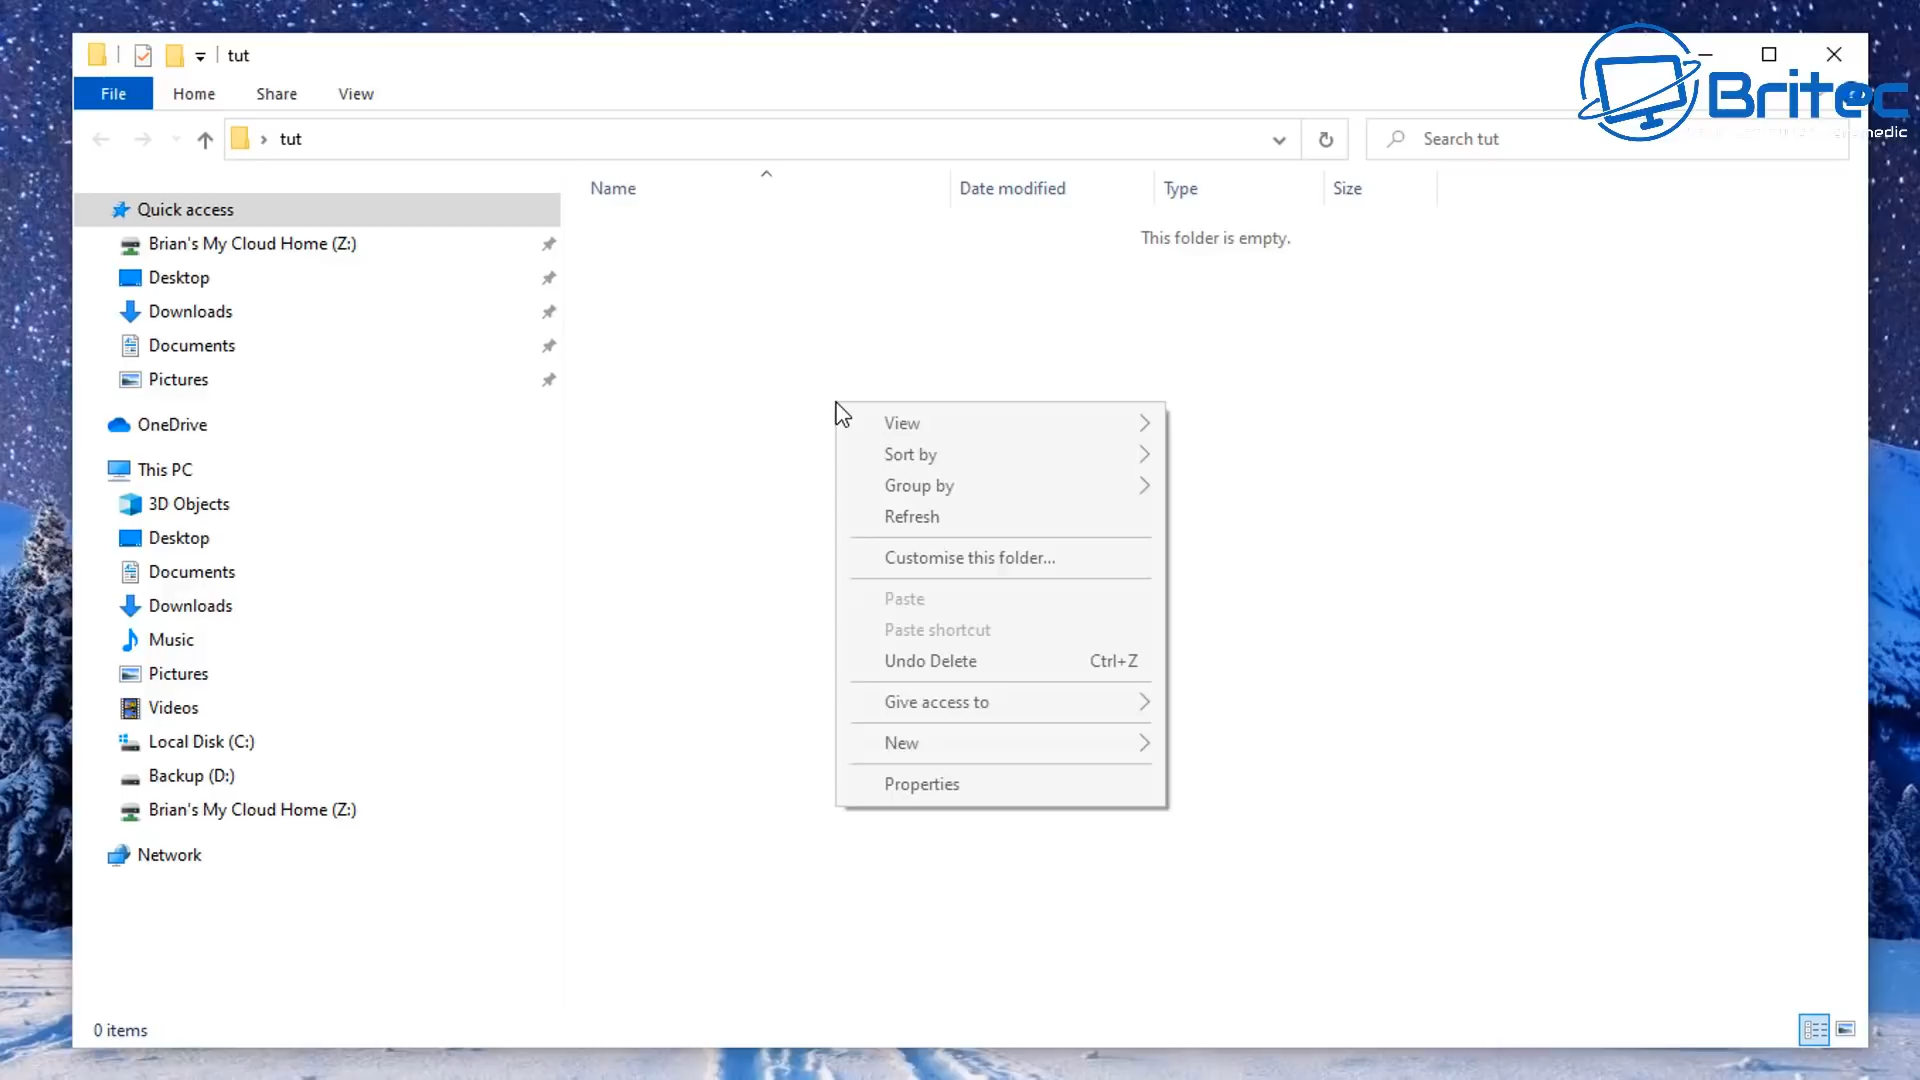 tut
File
Home
Share
View
tut
Search tut
Britec
Name
Date modified
Type
Size
This folder is empty.
Quick access
Brian's My Cloud Home (Z:)
Desktop
Downloads
Documents
Pictures
OneDrive
This PC
3D Objects
Desktop
Documents
Downloads
Music
Pictures
Videos
Local Disk (C:)
Backup (D:)
Brian's My Cloud Home (Z:)
Network
View
Sort by
Group by
Refresh
Customise this folder...
Paste
Paste shortcut
Undo Delete Ctrl+Z
Give access to
New
Properties
0 items